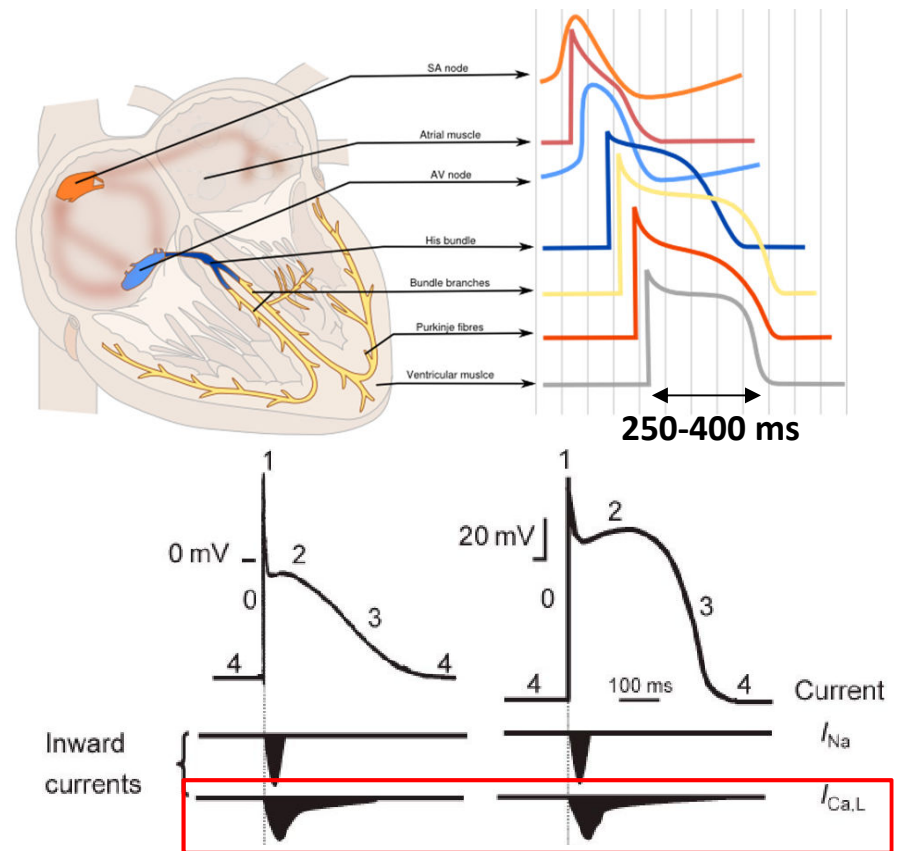 SA node
Atrial muscle
AV node
His bundle
Bundle branches
Purkinje fibres
Ventricular muslce
250-400 ms
1
0 mV
2
0
3
4
4
1
20 mV
2
0
3
4
100 ms
4
Current
Inward
currents
INa
ICa,L